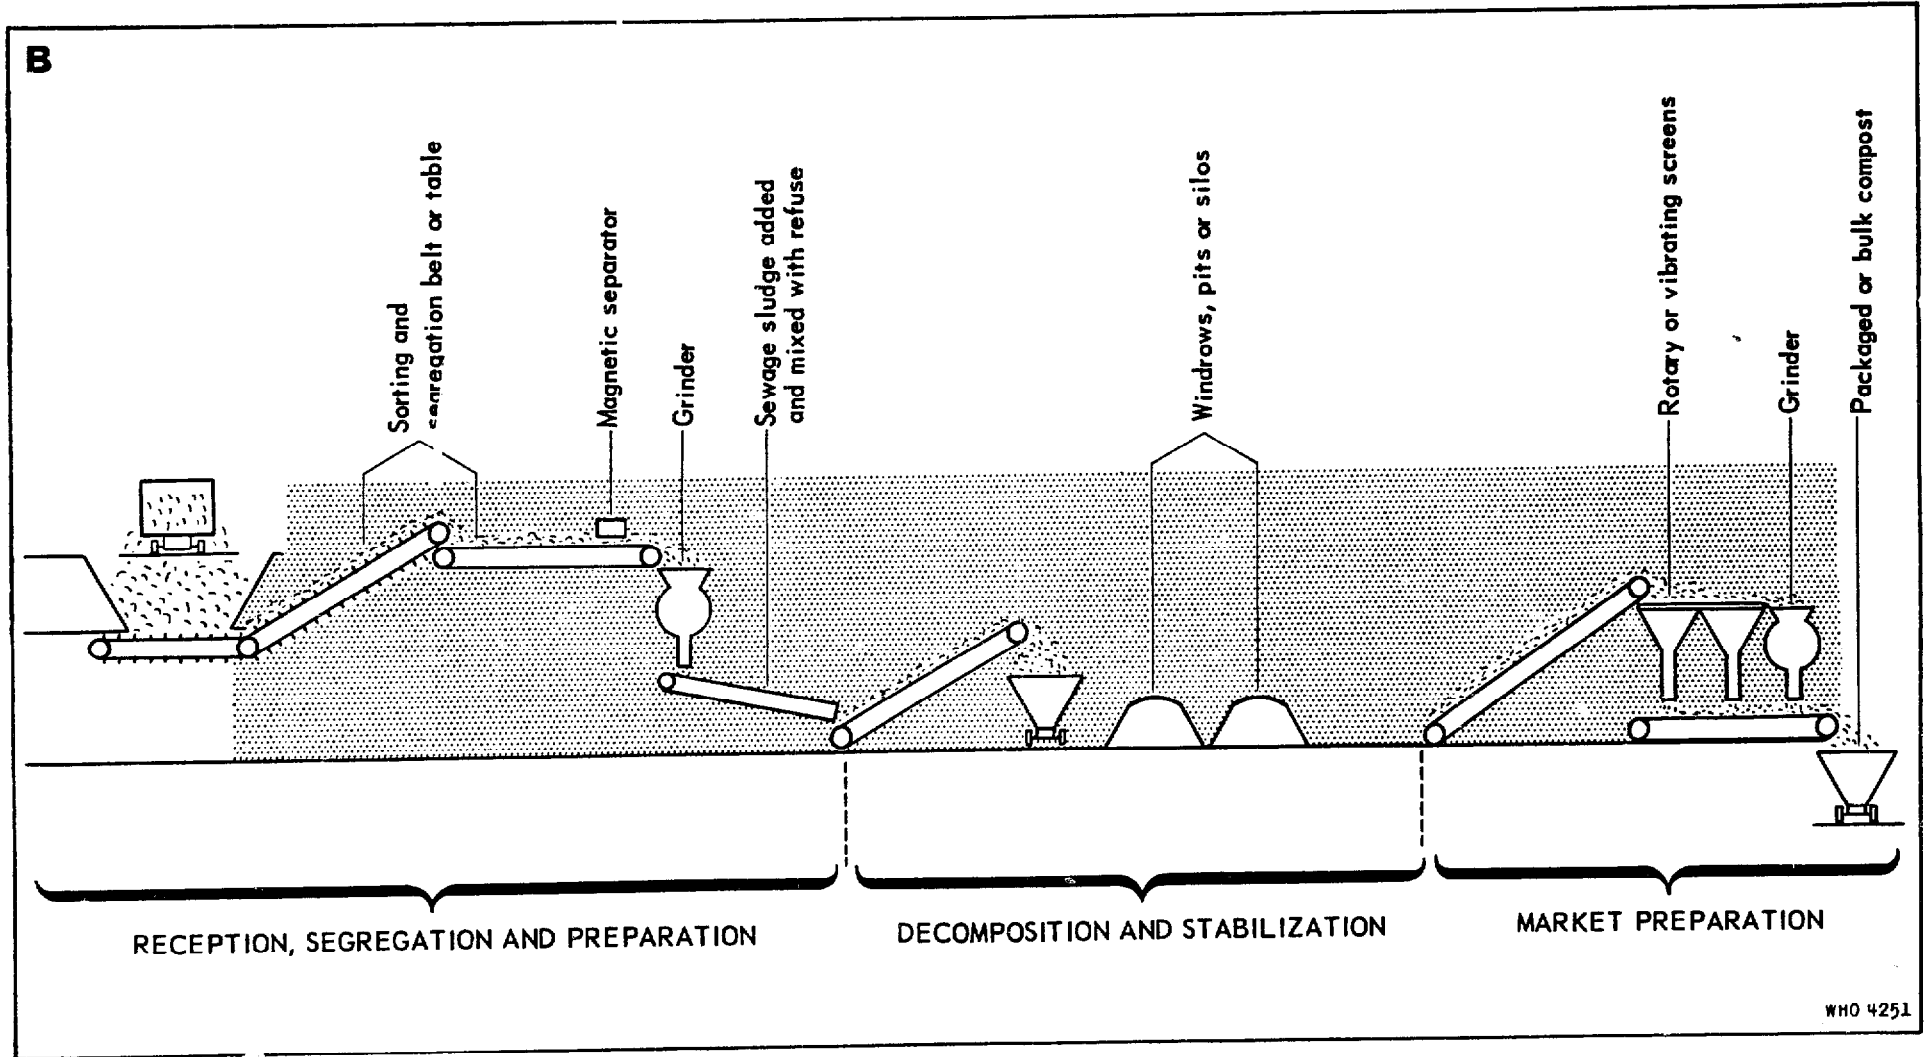 B
Sorting and
segregation belt or table
Magnetic separator
Grinder
Sewage sludge added
and mixed with refuse
Windrows, pits or silos
Rotary or vibrating screens
Grinder
Packaged or bulk compost
RECEPTION, SEGREGATION AND PREPARATION
DECOMPOSITION AND STABILIZATION
MARKET PREPARATION
WHO 4251